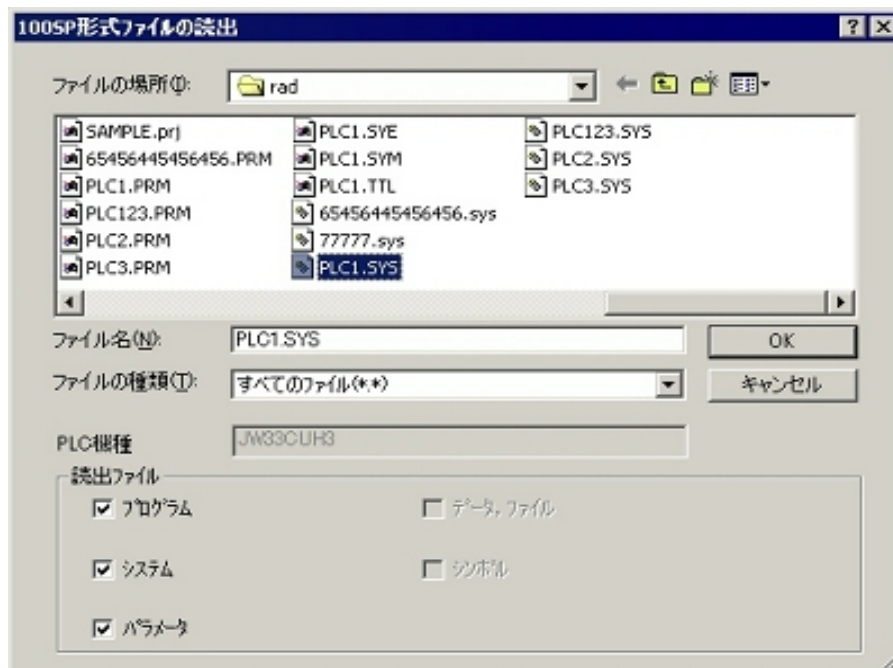 100SP形式ファイルの読出
ファイルの場所(I):
rad
SAMPLE.prj
65456445456456.PRM
PLC1.PRM
PLC123.PRM
PLC2.PRM
PLC3.PRM
PLC1.SYE
PLC1.SYM
PLC1.TTL
65456445456456.sys
77777.sys
PLC1.SYS
PLC123.SYS
PLC2.SYS
PLC3.SYS
ファイル名(N):
PLC1.SYS
OK
ファイルの種類(T):
すべてのファイル(*.*)
キャンセル
PLC機種
JW33CUH3
読出ファイル
プログラム
データ,ファイル
システム
シンボル
パラメータ